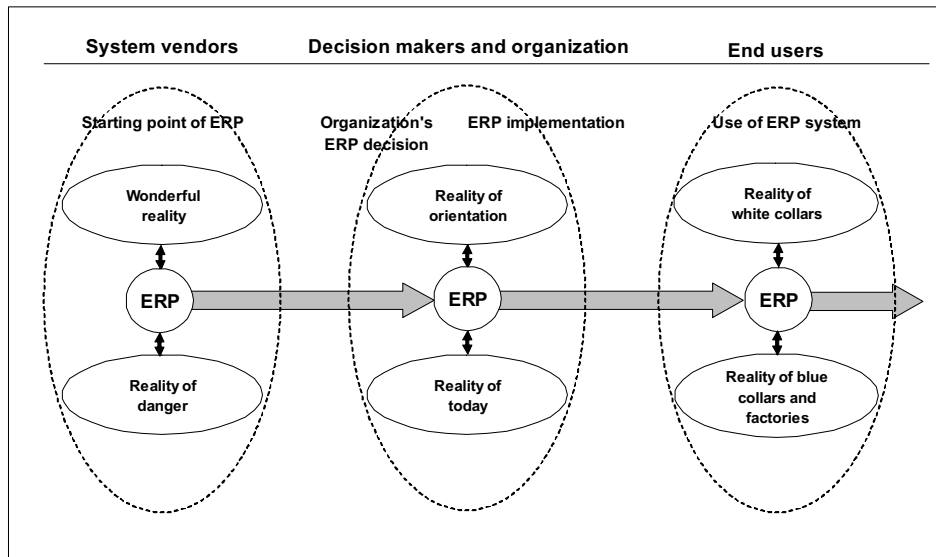 System vendors
Decision makers and organization
End users
Starting point of ERP
Organization's
ERP decision
ERP implementation
Use of ERP system
Wonderful
reality
Reality of
orientation
Reality of
white collars
ERP
ERP
ERP
Reality of
danger
Reality of
today
Reality of blue
collars and
factories